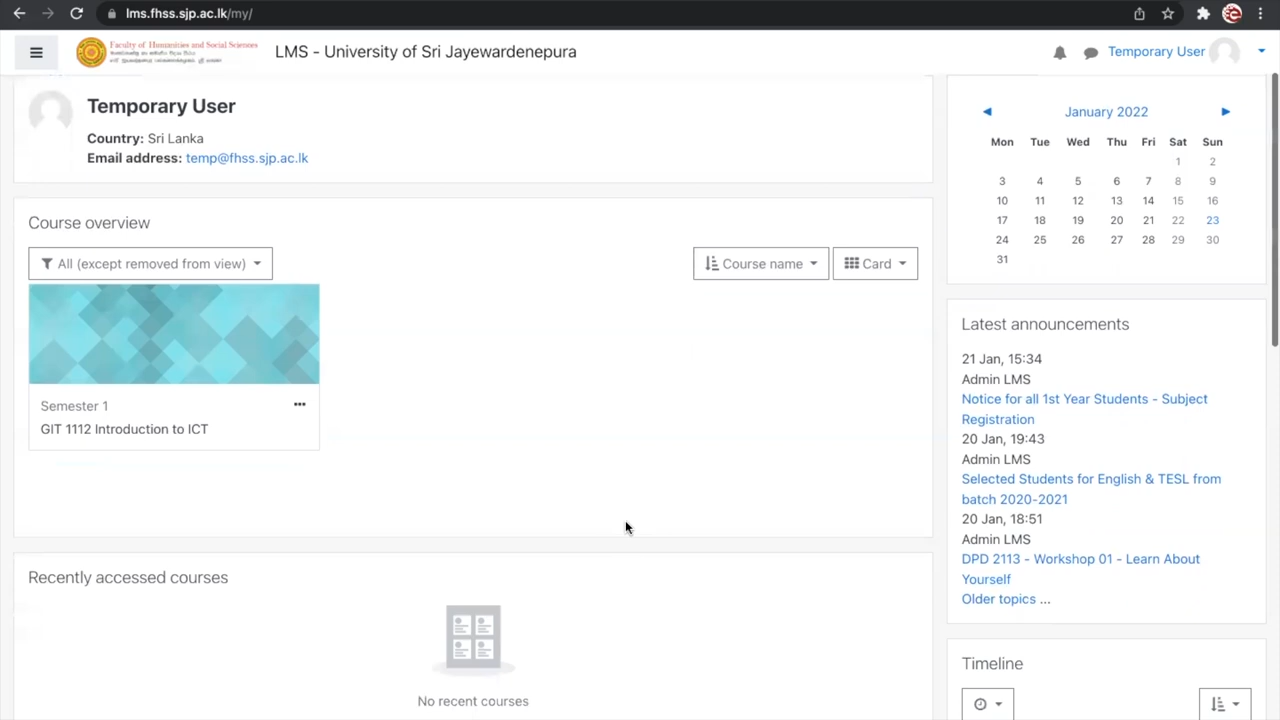 lms.fhss.sjp.ac.lk/my/
Faculty of Humanities and Social Sciences
LMS - University of Sri Jayewardenepura
Temporary User
Temporary User
Country: Sri Lanka
Email address: temp@fhss.sjp.ac.lk
Course overview
All (except removed from view)
Course name
Card
Semester 1
GIT 1112 Introduction to ICT
Recently accessed courses
No recent courses
January 2022
Mon Tue Wed Thu Fri Sat Sun
1 2
3 4 5 6 7 8 9
10 11 12 13 14 15 16
17 18 19 20 21 22 23
24 25 26 27 28 29 30
31
Latest announcements
21 Jan, 15:34
Admin LMS
Notice for all 1st Year Students - Subject
Registration
20 Jan, 19:43
Admin LMS
Selected Students for English & TESL from
batch 2020-2021
20 Jan, 18:51
Admin LMS
DPD 2113 - Workshop 01 - Learn About
Yourself
Older topics ...
Timeline